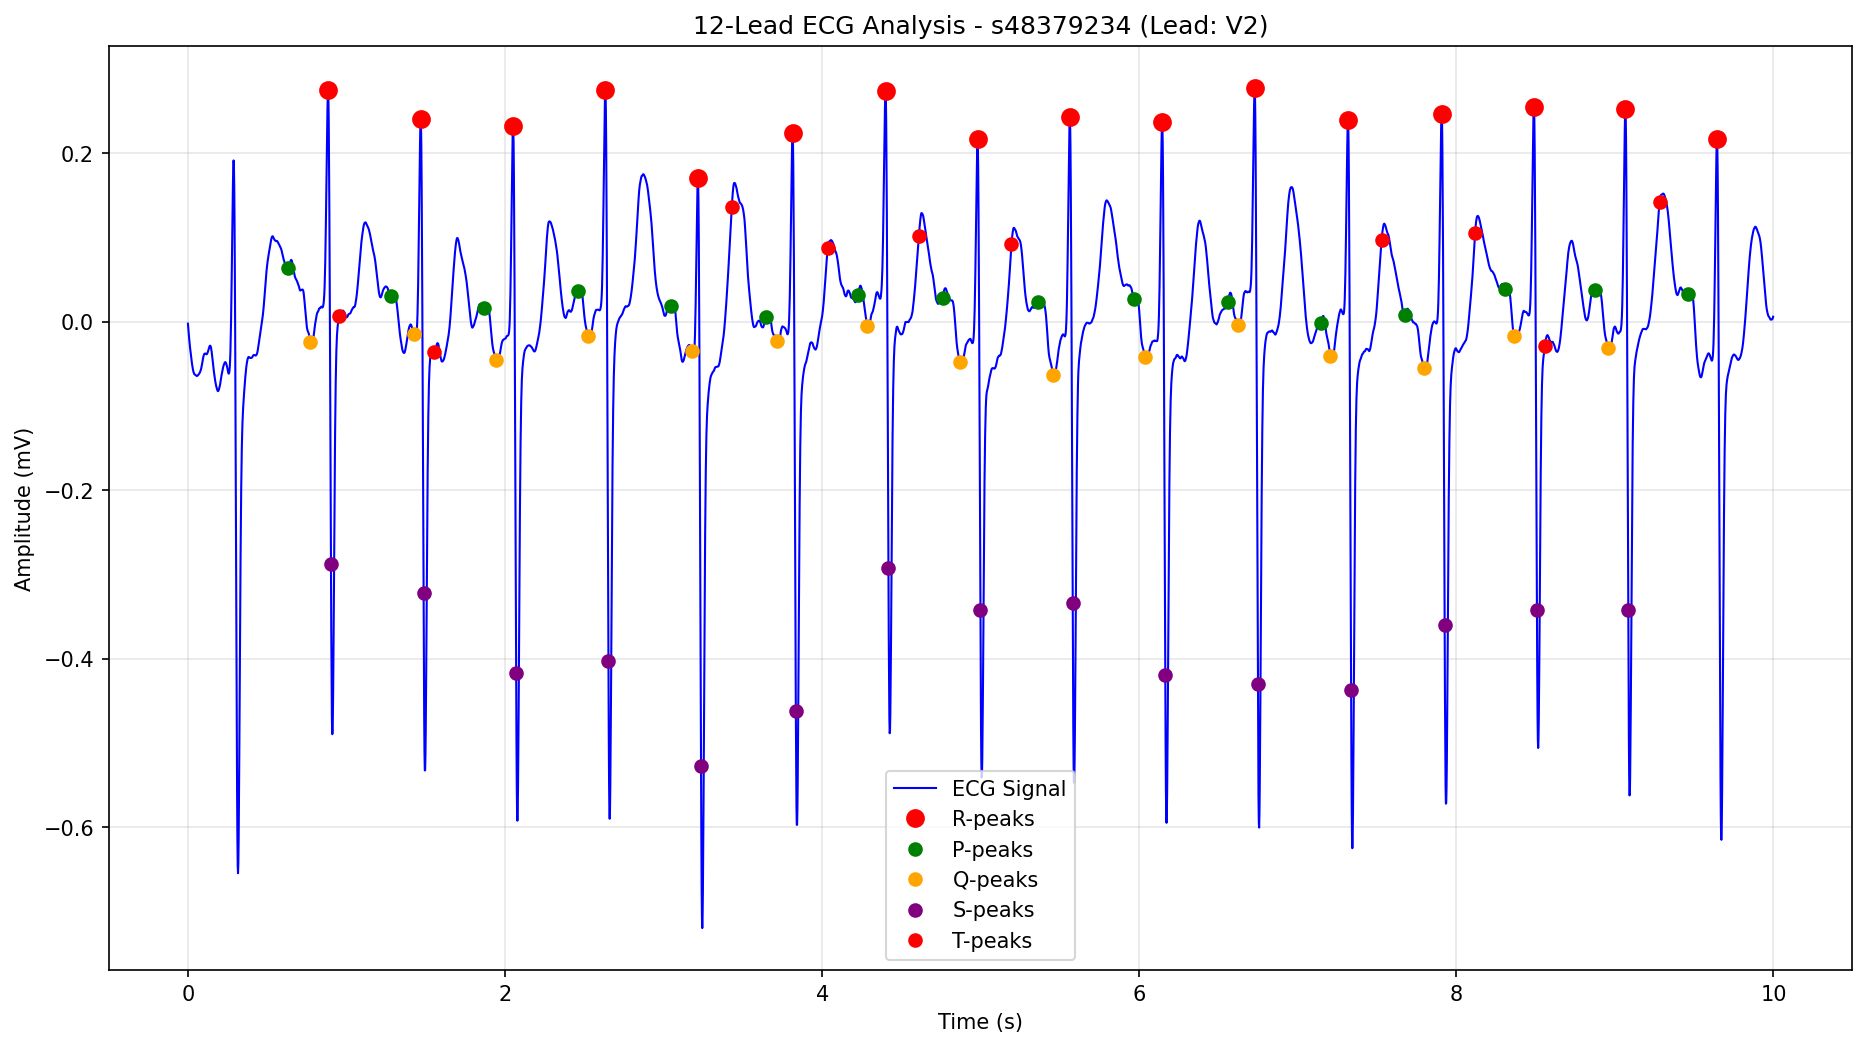 12-Lead ECG Analysis - s48379234 (Lead: V2)
Amplitude (mV)
0.2
0.0
−0.2
−0.4
−0.6
ECG Signal
R-peaks
P-peaks
Q-peaks
S-peaks
T-peaks
0 2 4 6 8 10
Time (s)